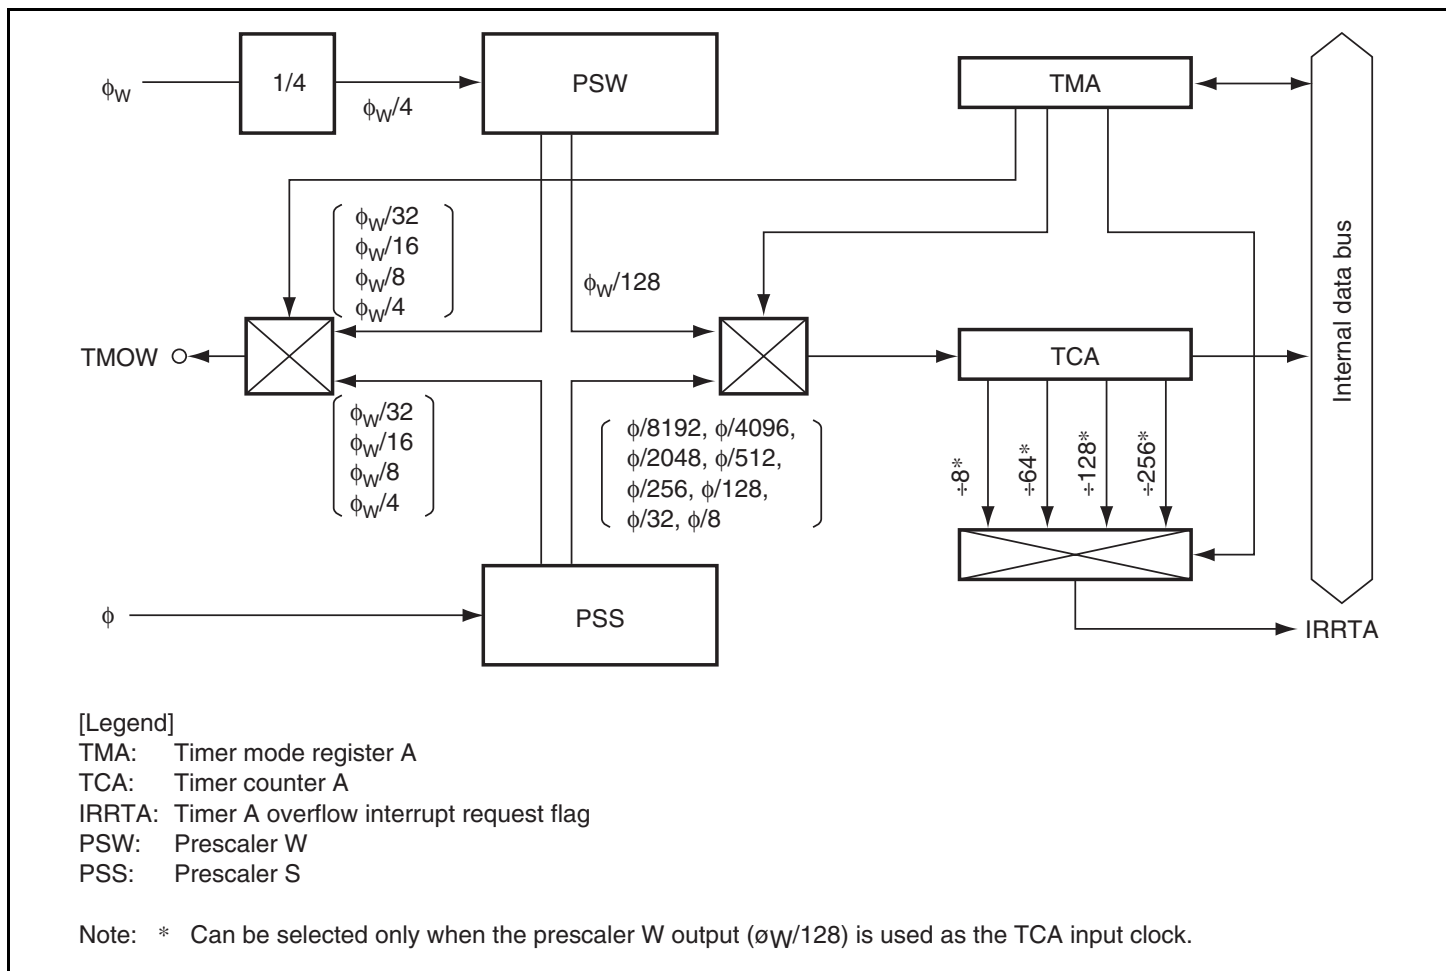 ϕW
1/4
ϕW/4
PSW
TMA
ϕW/32
ϕW/16
ϕW/8
ϕW/4
ϕW/128
Internal data bus
TMOW
TCA
ϕW/32
ϕW/16
ϕW/8
ϕW/4
ϕ/8192, ϕ/4096,
ϕ/2048, ϕ/512,
ϕ/256, ϕ/128,
ϕ/32, ϕ/8
÷8*
÷64*
÷128*
÷256*
ϕ
PSS
IRRTA
[Legend]
TMA: Timer mode register A
TCA: Timer counter A
IRRTA: Timer A overflow interrupt request flag
PSW: Prescaler W
PSS: Prescaler S
Note: * Can be selected only when the prescaler W output (øW/128) is used as the TCA input clock.